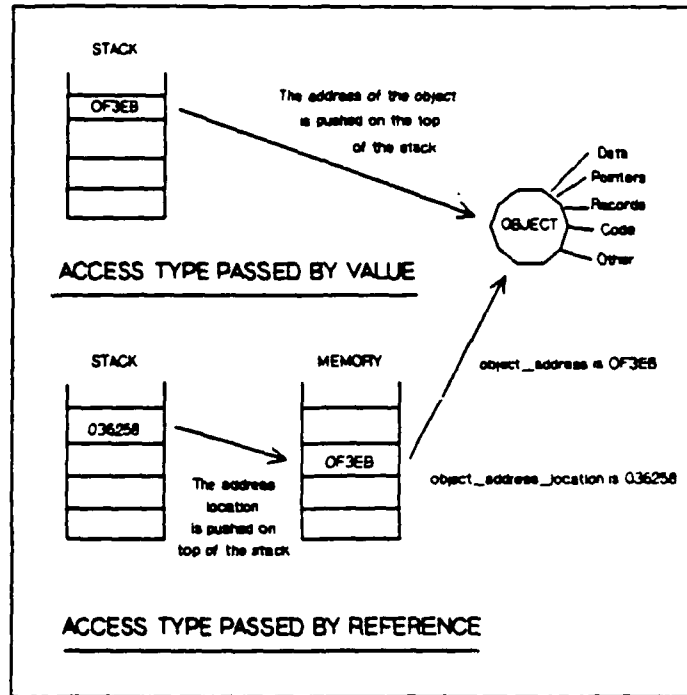 STACK
OF3EB
The address of the object
is pushed on the top
of the stack
Data
Pointers
Records
Code
Other
OBJECT
ACCESS TYPE PASSED BY VALUE
STACK
036258
MEMORY
OF3EB
The address
location
is pushed on
top of the stack
object_address is OF3EB
object_address_location is 036258
ACCESS TYPE PASSED BY REFERENCE